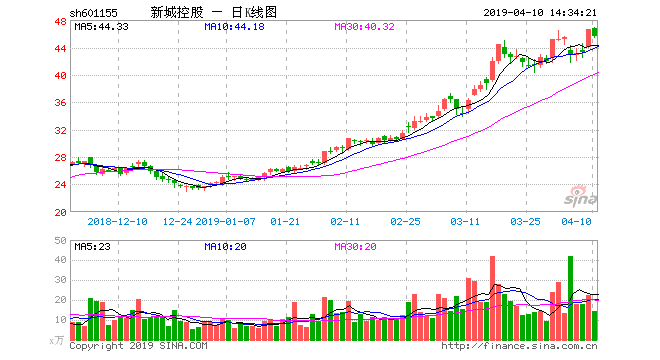 sh601155 新城控股 一 日K线图 2019-04-10 14:34:21
MA5:44.33 MA10:44.18 MA30:40.32
48
44
40
36
32
28
24
20
2018-12-10 12-24 2019-01-07 01-21 02-11 02-25 03-11 03-25 04-10
sina
MA5:23 MA10:20 MA30:20
50
40
30
20
10
x万
Copyright 2019 SINA.COM http://finance.sina.com.cn